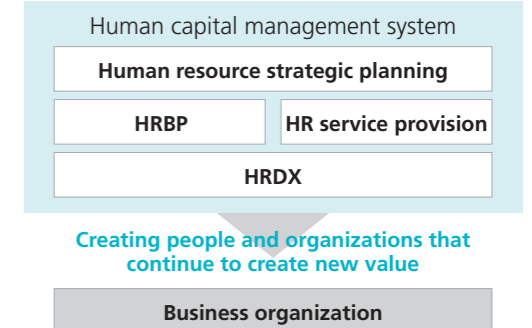 Human capital management system
Human resource strategic planning
HRBP
HR service provision
HRDX
Creating people and organizations that
continue to create new value
Business organization